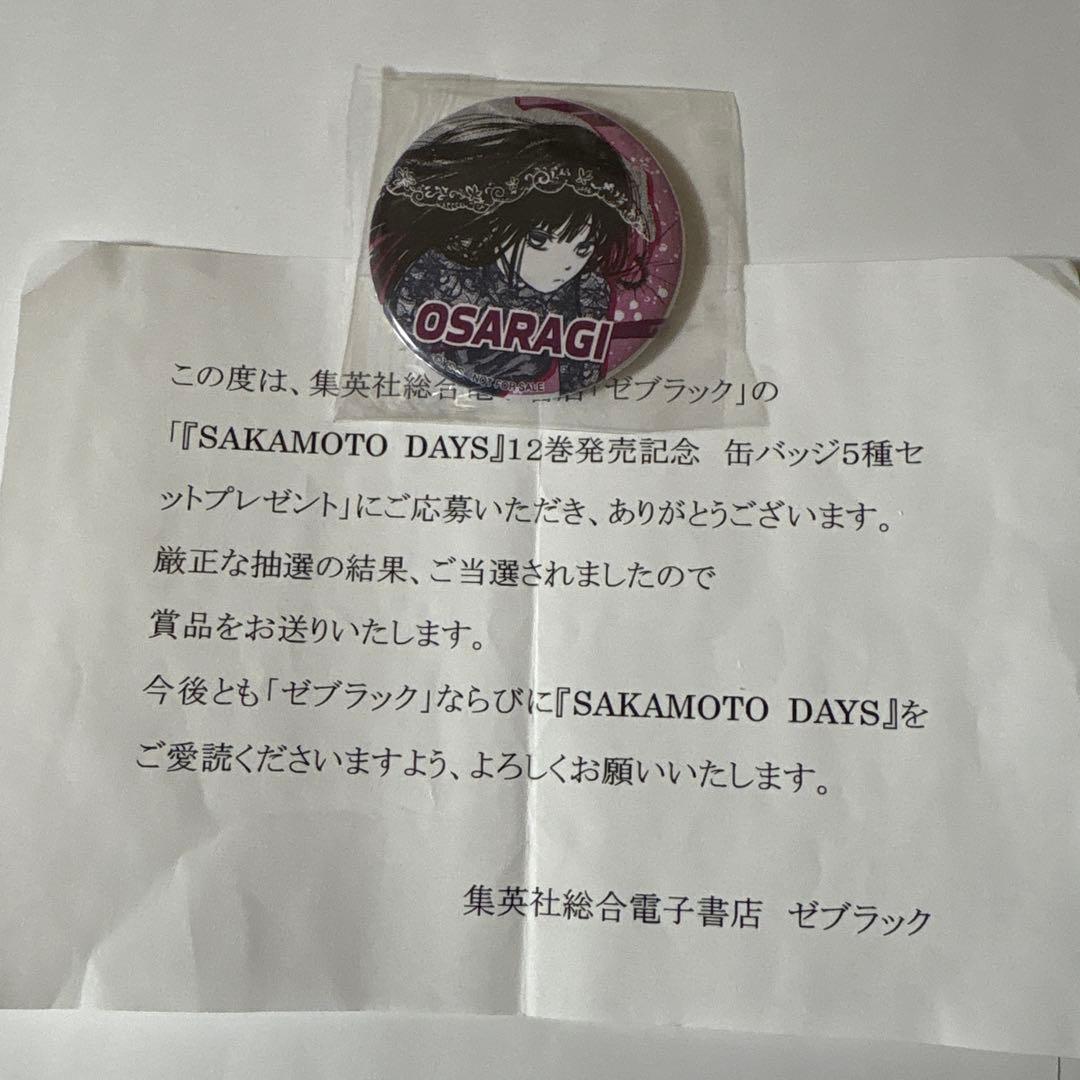 OSARAGI
NOT FOR SALE
この度は、集英社総合電 書店「ゼブラック」の
「『SAKAMOTO DAYS』12巻発売記念 缶バッジ5種セ
ットプレゼント」にご応募いただき、ありがとうございます。
厳正な抽選の結果、ご当選されましたので
賞品をお送りいたします。
今後とも「ゼブラック」ならびに『SAKAMOTO DAYS』を
ご愛読くださいますよう、よろしくお願いいたします。
集英社総合電子書店 ゼブラック